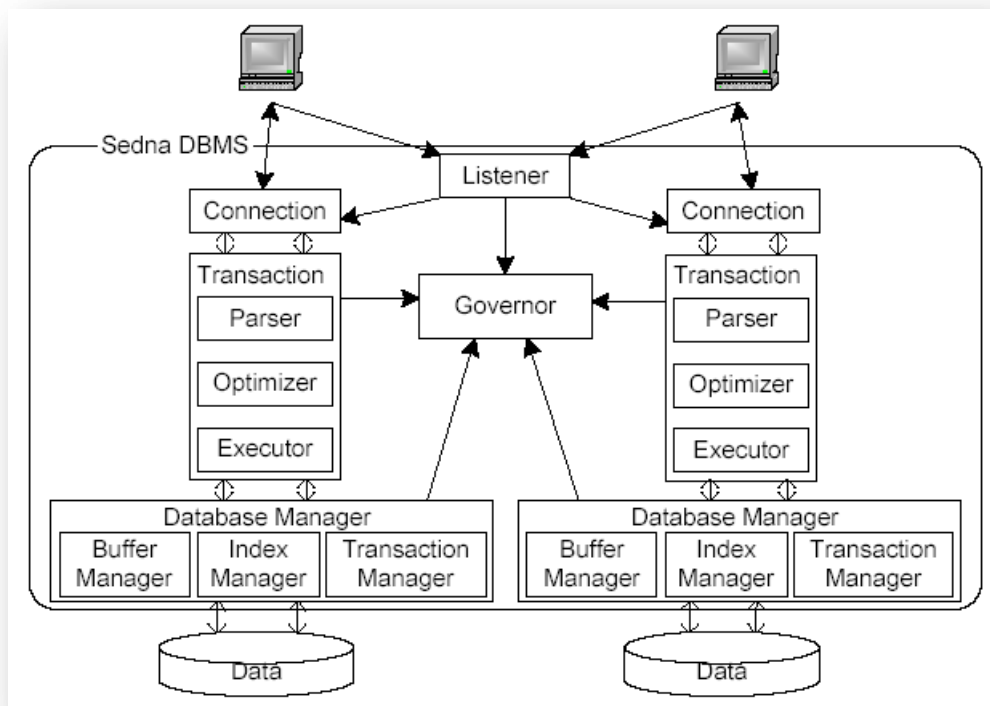 Sedna DBMS
Listener
Connection
Connection
Transaction
Transaction
Parser
Parser
Governor
Optimizer
Optimizer
Executor
Executor
Database Manager
Database Manager
Buffer Manager
Index Manager
Transaction Manager
Buffer Manager
Index Manager
Transaction Manager
Data
Data